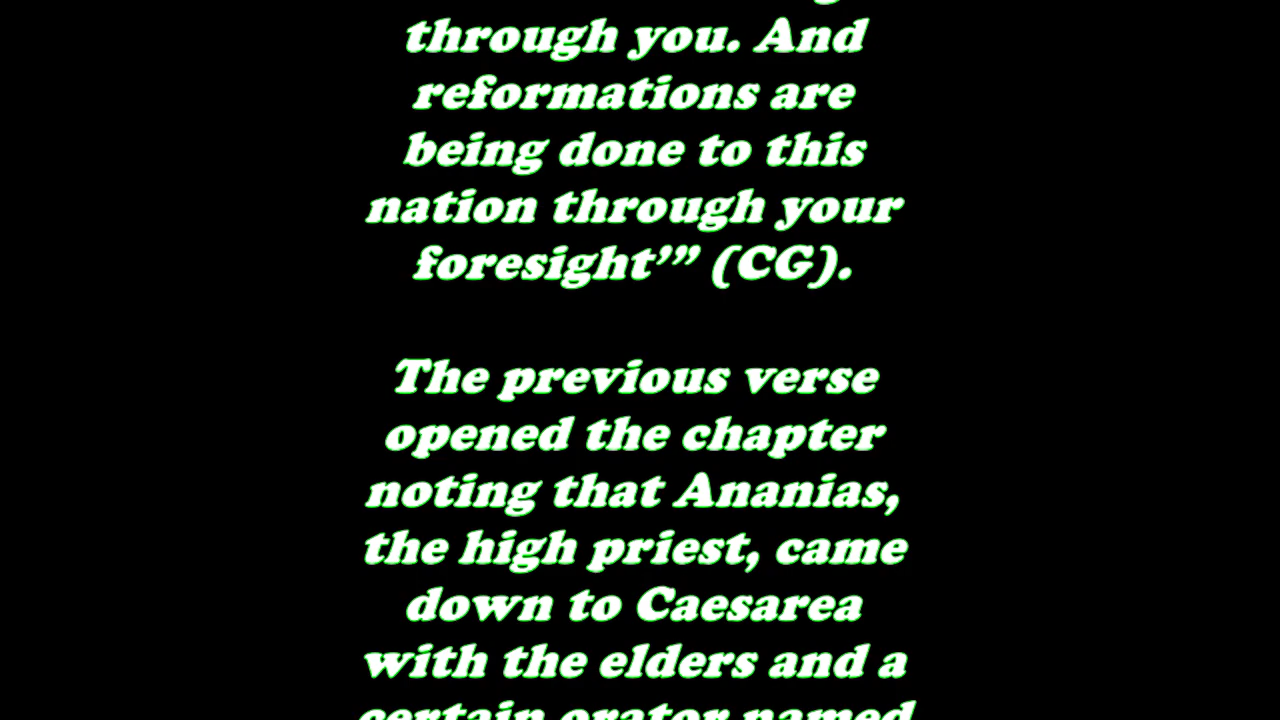 through you. And
reformations are
being done to this
nation through your
foresight’” (CG).
The previous verse
opened the chapter
noting that Ananias,
the high priest, came
down to Caesarea
with the elders and a
certain orator named